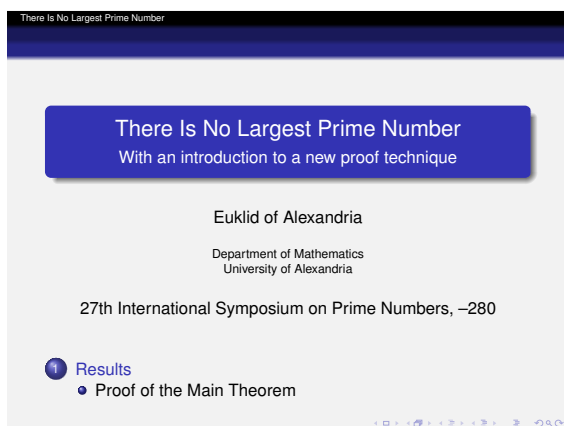 There Is No Largest Prime Number
There Is No Largest Prime Number
With an introduction to a new proof technique
Euklid of Alexandria
Department of Mathematics
University of Alexandria
27th International Symposium on Prime Numbers, –280
1 Results
Proof of the Main Theorem